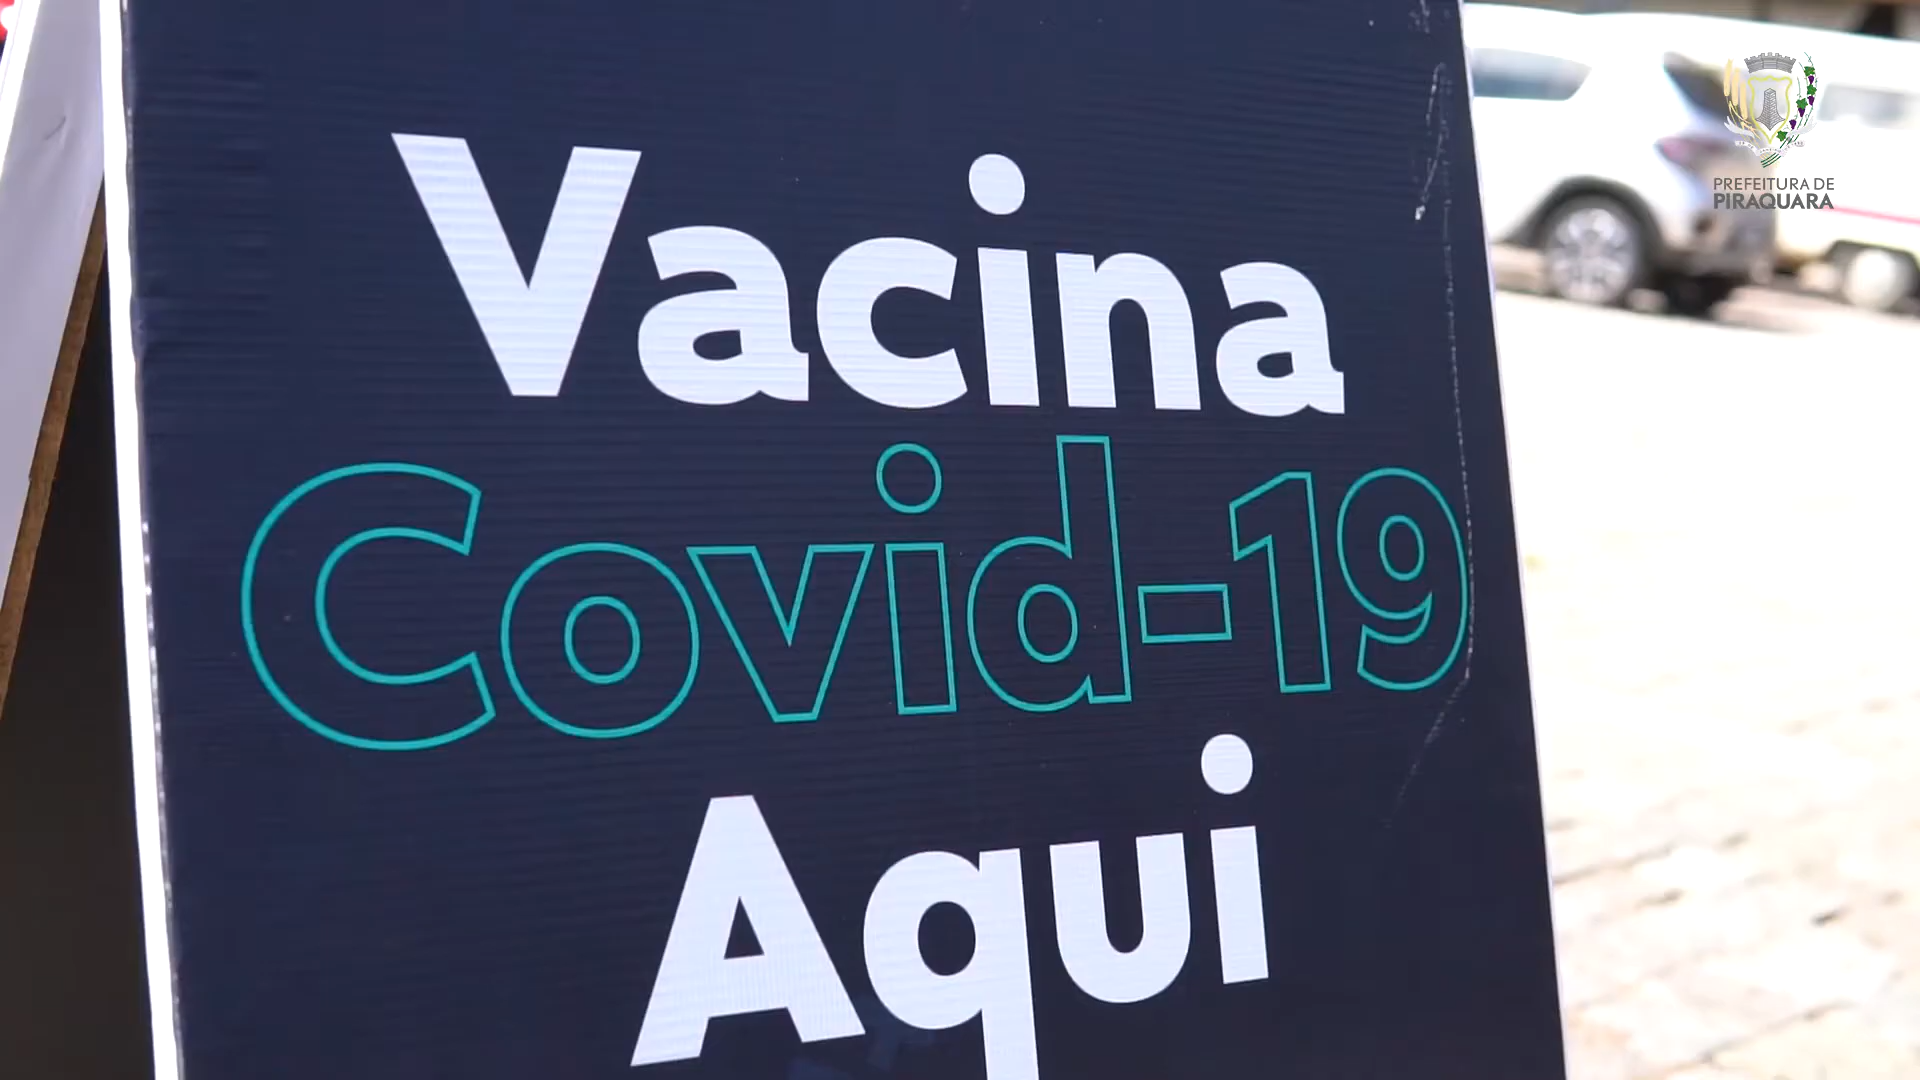 Vacina
Covid-19
Aqui
PREFEITURA DE
PIRAQUARA